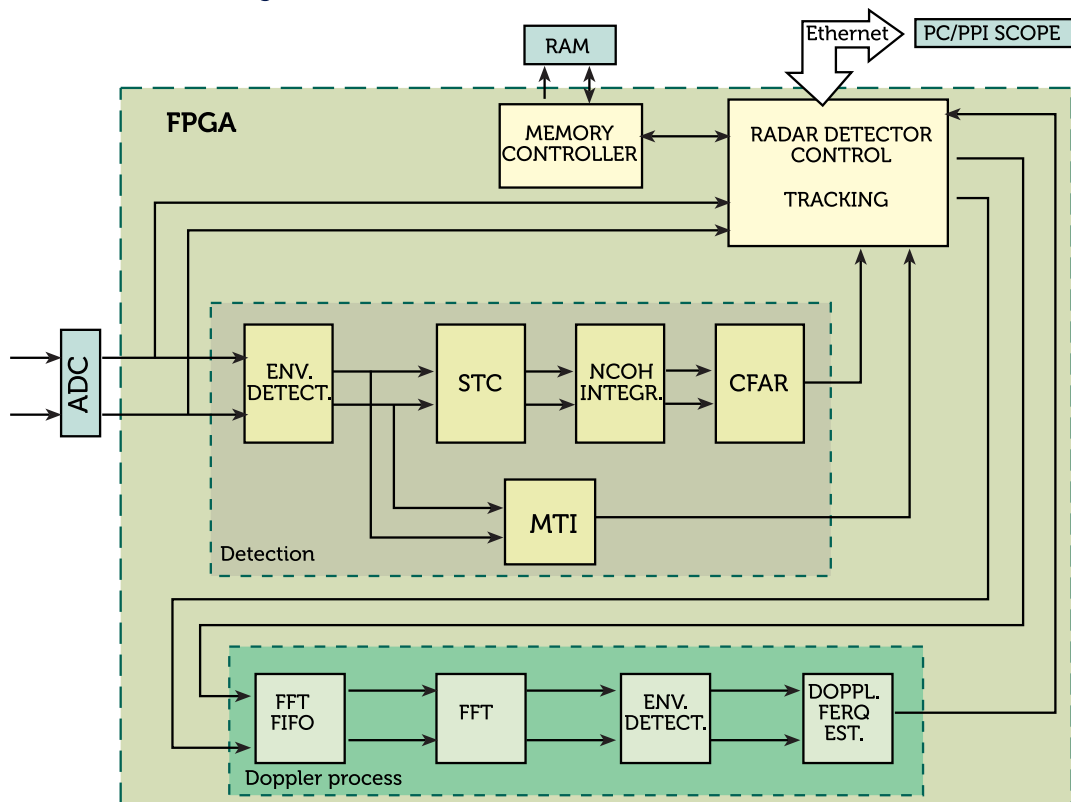 Ethernet
PC/PPI SCOPE
RAM
FPGA
MEMORY
CONTROLLER
RADAR DETECTOR
CONTROL
TRACKING
ADC
ENV.
DETECT.
STC
NCOH
INTEGR.
CFAR
MTI
Detection
FFT
FIFO
FFT
ENV.
DETECT.
DOPPL.
FERQ
EST.
Doppler process